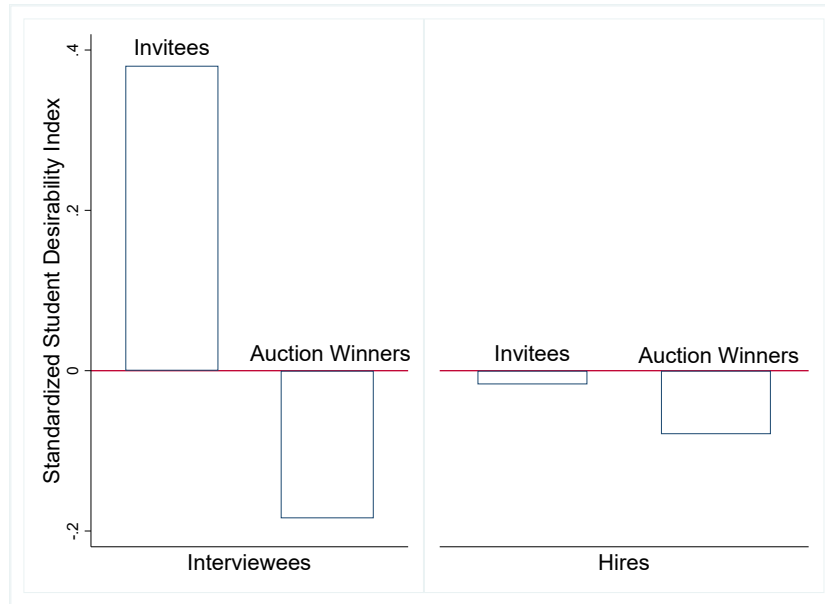 Standardized Student Desirability Index
.4
.2
0
-.2
Invitees
Auction Winners
Interviewees
Invitees
Auction Winners
Hires